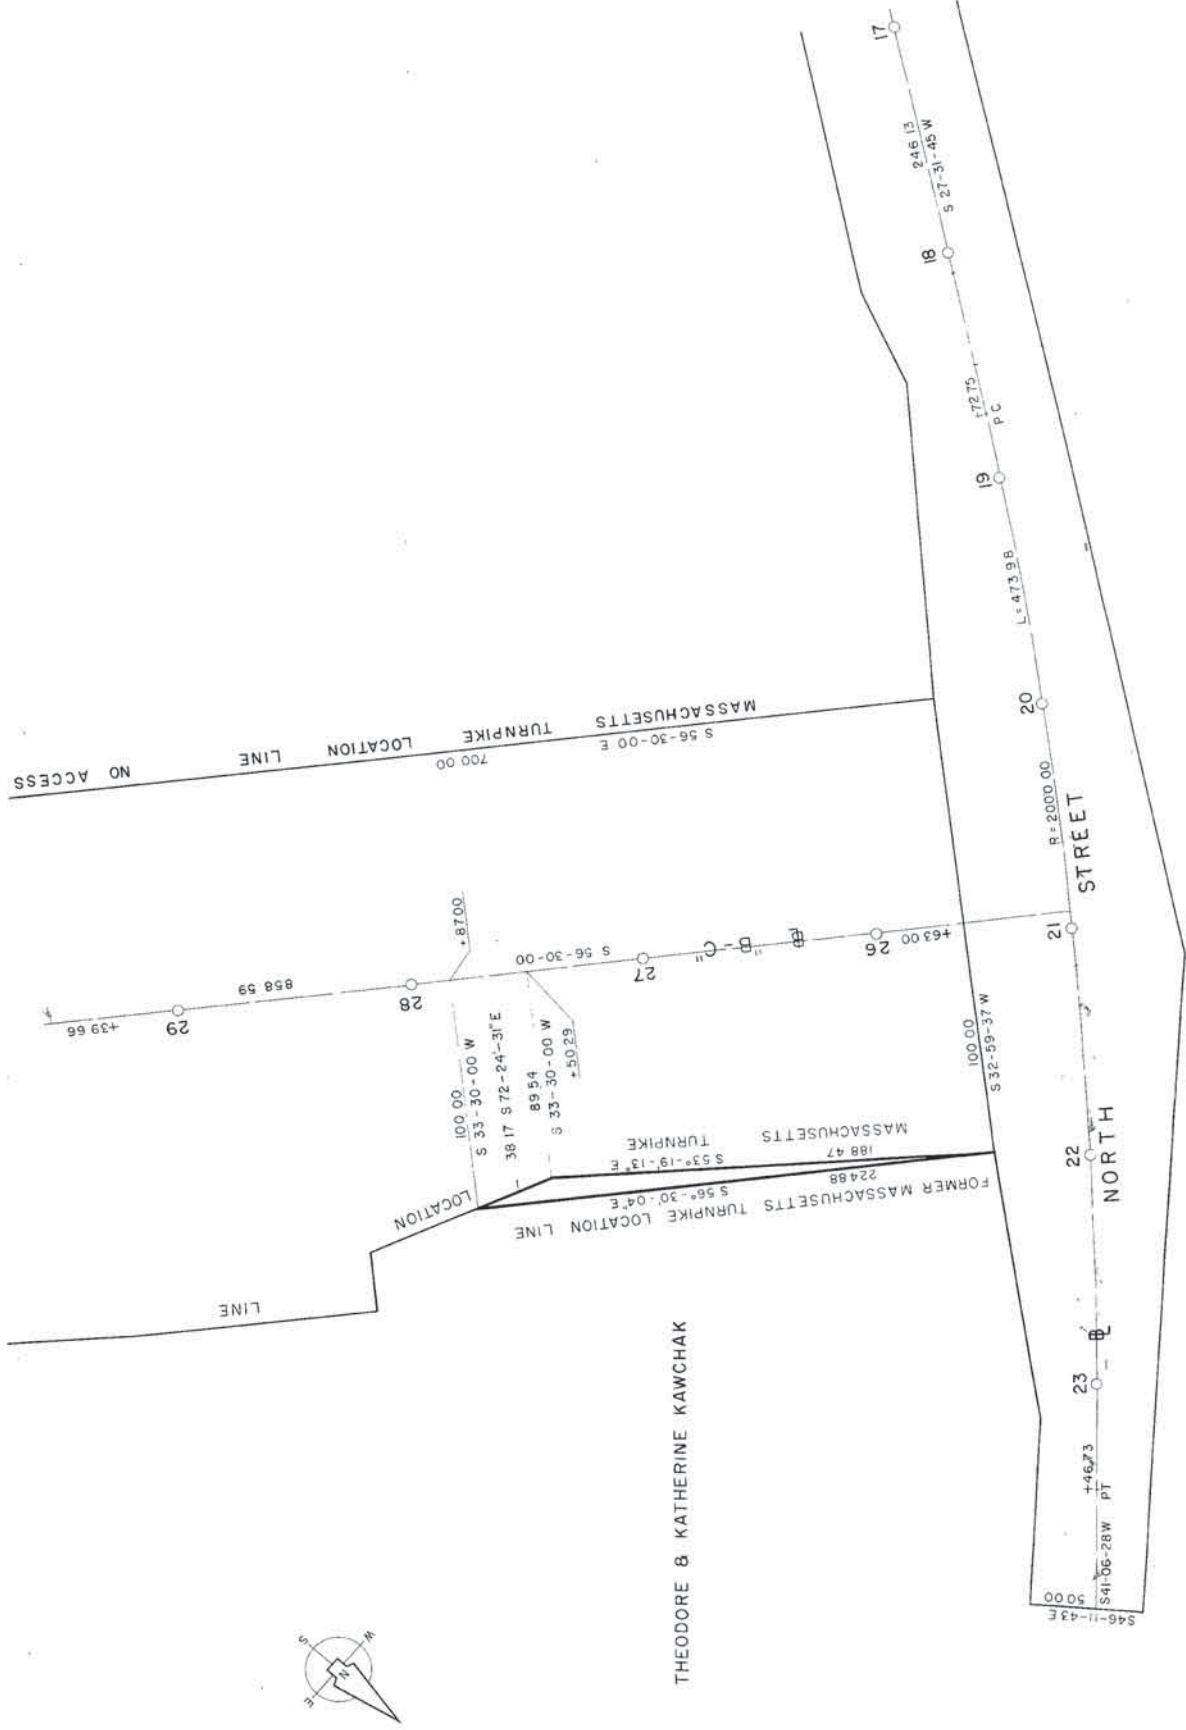 17
246 13
S 27-31-45 W
18
+72 75
P C
19
L = 473 98
20
R = 2000 00
21
STREET
MASSACHUSETTS TURNPIKE LOCATION LINE NO ACCESS
S 56-30-00 E
700 00
+39 66
29
858 59
28
+87 00
S 56-30-00
27
"B-C"
26
+63 00
100 00
S 33-30-00 W
38 17 S 72-24'-31" E
89 54
S 33-30-00 W
+50 29
100.00
S 32-59-37 W
MASSACHUSETTS TURNPIKE
188 47
S 53°-19'-13" E
224 88
S 56°-30'-04" E
FORMER MASSACHUSETTS TURNPIKE LOCATION LINE
LOCATION
LINE
22
NORTH
23
+46.73
PT
S41-06-28W
50 00
S46-11-43 E
THEODORE & KATHERINE KAWCHAK
S
E
N
W